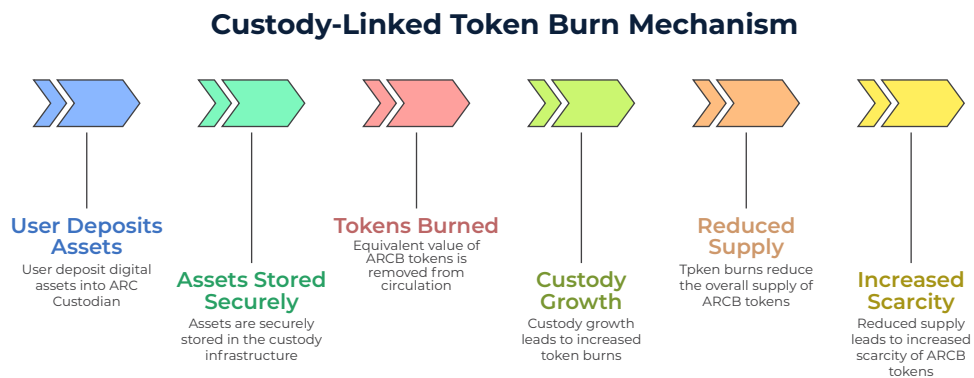 Custody-Linked Token Burn Mechanism
User Deposits
Assets
User deposit digital
assets into ARC
Custodian
Assets Stored
Securely
Assets are securely
stored in the custody
infrastructure
Tokens Burned
Equivalent value of
ARCB tokens is
removed from
circulation
Custody
Growth
Custody growth
leads to increased
token burns
Reduced
Supply
Tpken burns reduce
the overall supply of
ARCB tokens
Increased
Scarcity
Reduced supply
leads to increased
scarcity of ARCB
tokens